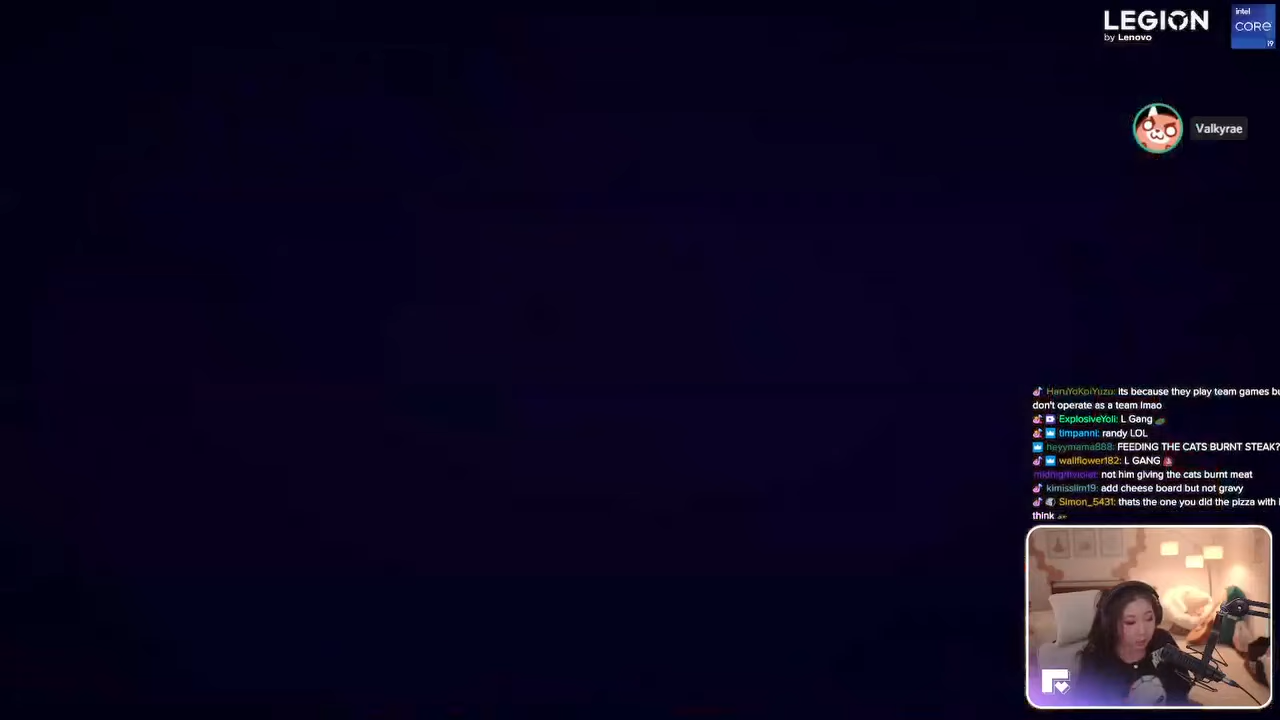 LEGION
by Lenovo
intel
CORE
i9
Valkyrae
HaruYoKoiYuzu: Its because they play team games bu
don't operate as a team lmao
ExplosiveYoli: L Gang
timpanni: randy LOL
heyymama888: FEEDING THE CATS BURNT STEAK?
wallflower182: L GANG
midnightviolet: not him giving the cats burnt meat
kimisslim19: add cheese board but not gravy
Simon_5431: thats the one you did the pizza with I
think